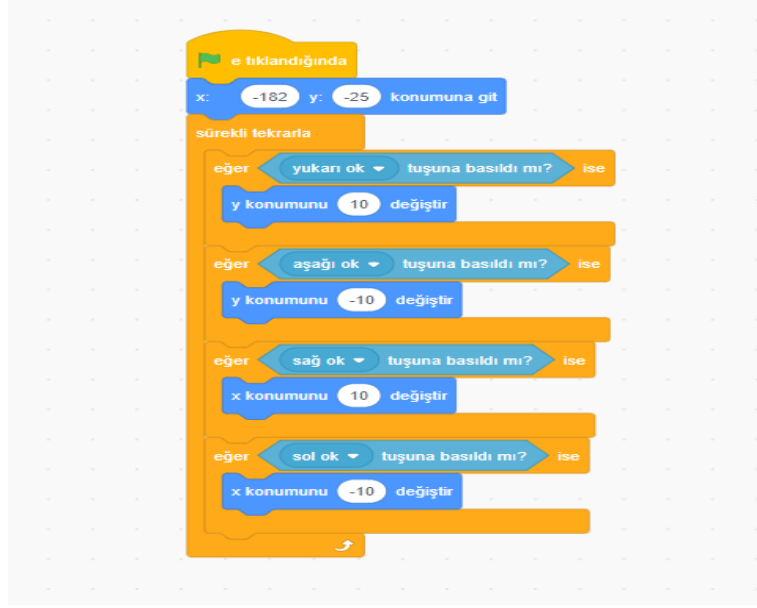 e tıklandığında
x: -182 y: -25 konumuna git
sürekli tekrarla
eğer yukarı ok tuşuna basıldı mı? ise
y konumunu 10 değiştir
eğer aşağı ok tuşuna basıldı mı? ise
y konumunu -10 değiştir
eğer sağ ok tuşuna basıldı mı? ise
x konumunu 10 değiştir
eğer sol ok tuşuna basıldı mı? ise
x konumunu -10 değiştir